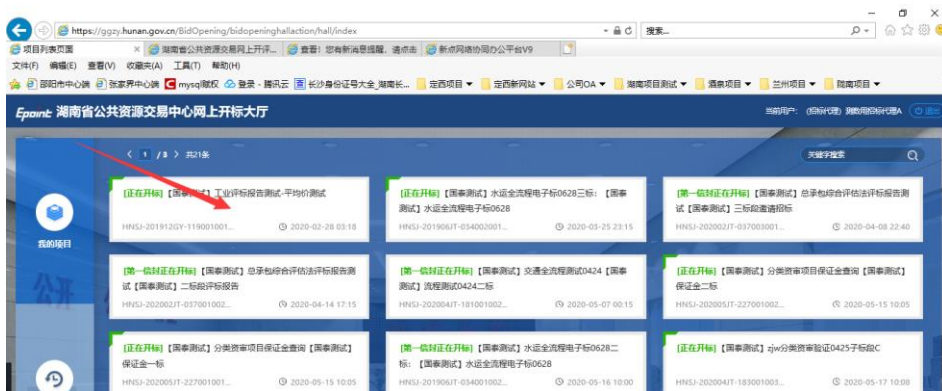 https://ggzy.hunan.gov.cn/BidOpening/bidopeninghallaction/hall/index
搜索...
项目列表页面
湖南省公共资源交易网上开评...
查看！您有新消息提醒，请点击
新点网络协同办公平台V9
文件(F) 编辑(E) 查看(V) 收藏夹(A) 工具(T) 帮助(H)
邵阳市中心端 张家界中心端 mysql赋权 登录 - 腾讯云 长沙身份证号大全_湖南长... 定西项目 定西新网站 公司OA 湖南项目测试 酒泉项目 兰州项目 陇南项目
Epoint 湖南省公共资源交易中心网上开标大厅
当前用户： (招标代理) 测数用招标代理A 退出
1 / 3 共21条
关键字搜索
我的项目
[正在开标]【国泰测试】工业评标报告测试-平均价测试
HNSJ-201912GY-119001001... 2020-02-28 03:18
[正在开标]【国泰测试】水运全流程电子标0628三标: 【国泰
测试】水运全流程电子标0628
HNSJ-201906JT-034002001... 2020-03-25 23:15
[第一信封正在开标]【国泰测试】总承包综合评估法评标报告测
试【国泰测试】三标段邀请招标
HNSJ-202002JT-037003001... 2020-04-08 22:40
[第一信封正在开标]【国泰测试】总承包综合评估法评标报告测
试【国泰测试】二标段评标报告
HNSJ-202002JT-037001002... 2020-04-14 17:15
[第一信封正在开标]【国泰测试】交通全流程测试0424【国泰
测试】流程测试0424二标
HNSJ-202004JT-181001002... 2020-05-07 00:15
[正在开标]【国泰测试】分类资审项目保证金查询【国泰测试】
保证金二标
HNSJ-202005JT-227001002... 2020-05-15 10:05
[正在开标]【国泰测试】分类资审项目保证金查询【国泰测试】
保证金一标
HNSJ-202005JT-227001001... 2020-05-15 10:05
[第一信封正在开标]【国泰测试】水运全流程电子标0628二
标: 【国泰测试】水运全流程电子标0628
HNSJ-201906JT-034001002... 2020-05-16 10:00
[正在开标]【国泰测试】zjw分类资审验证0425子标段C
HNSJ-202004JT-183001003... 2020-05-17 10:08